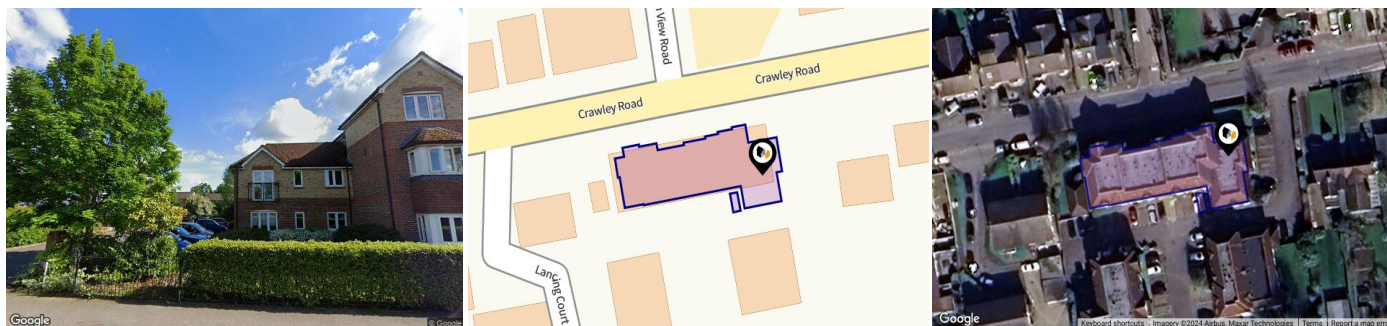 Google
© Google
View Road
Crawley Road
Crawley Road
Lancing Court
Google
Keyboard shortcuts
Imagery ©2024 Airbus, Maxar Technologies
Terms
Report a map err